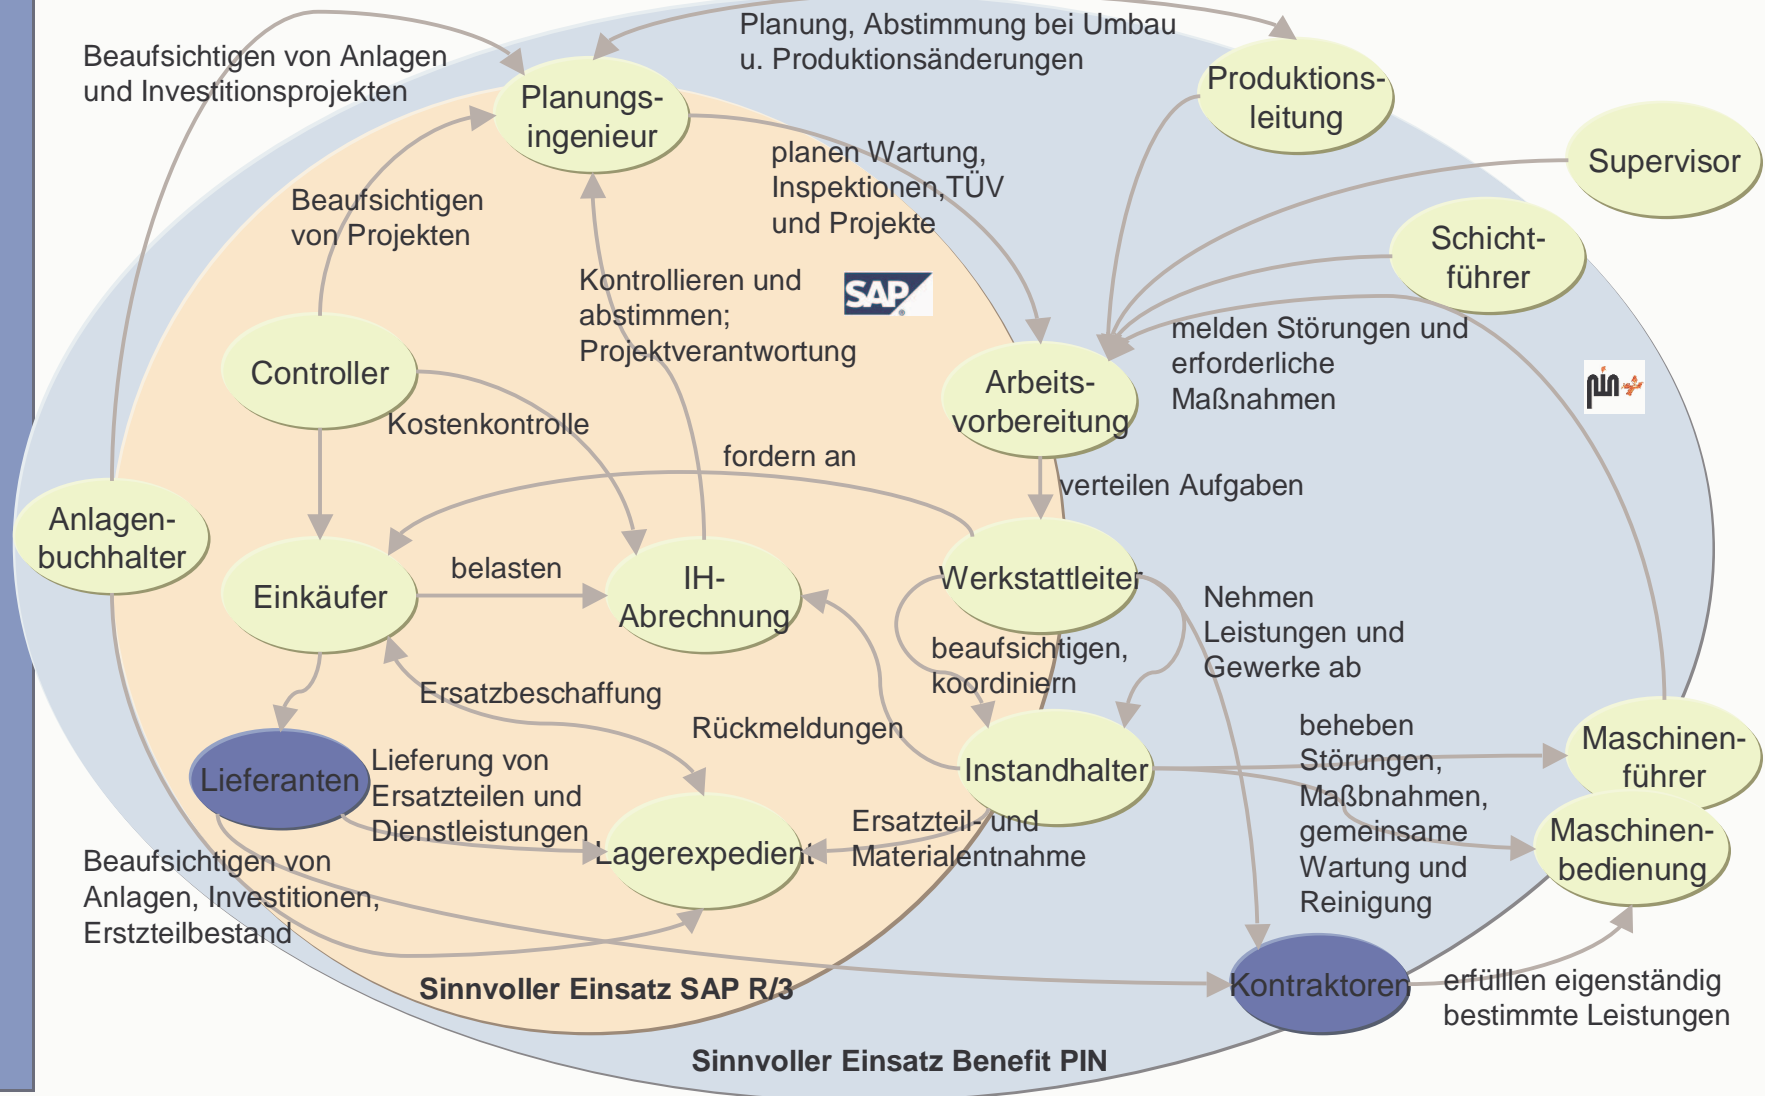 Beaufsichtigen von Anlagen
und Investitionsprojekten
Planung, Abstimmung bei Umbau
u. Produktionsänderungen
Planungs-
ingenieur
Produktions-
leitung
Supervisor
planen Wartung,
Inspektionen,TÜV
und Projekte
Beaufsichtigen
von Projekten
Schicht-
führer
Kontrollieren und
abstimmen;
Projektverantwortung
SAP
®
melden Störungen und
erforderliche
Maßnahmen
pin
Controller
Arbeits-
vorbereitung
Kostenkontrolle
fordern an
verteilen Aufgaben
Anlagen-
buchhalter
Einkäufer
belasten
IH-
Abrechnung
Werkstattleiter
Nehmen
Leistungen und
Gewerke ab
beaufsichtigen,
koordiniern
Ersatzbeschaffung
Rückmeldungen
Lieferanten
Lieferung von
Ersatzteilen und
Dienstleistungen
Instandhalter
beheben
Störungen,
Maßbnahmen,
gemeinsame
Wartung und
Reinigung
Maschinen-
führer
Maschinen-
bedienung
Lagerexpedient
Ersatzteil- und
Materialentnahme
Beaufsichtigen von
Anlagen, Investitionen,
Erstzteilbestand
Kontraktoren
erfülllen eigenständig
bestimmte Leistungen
Sinnvoller Einsatz SAP R/3
Sinnvoller Einsatz Benefit PIN